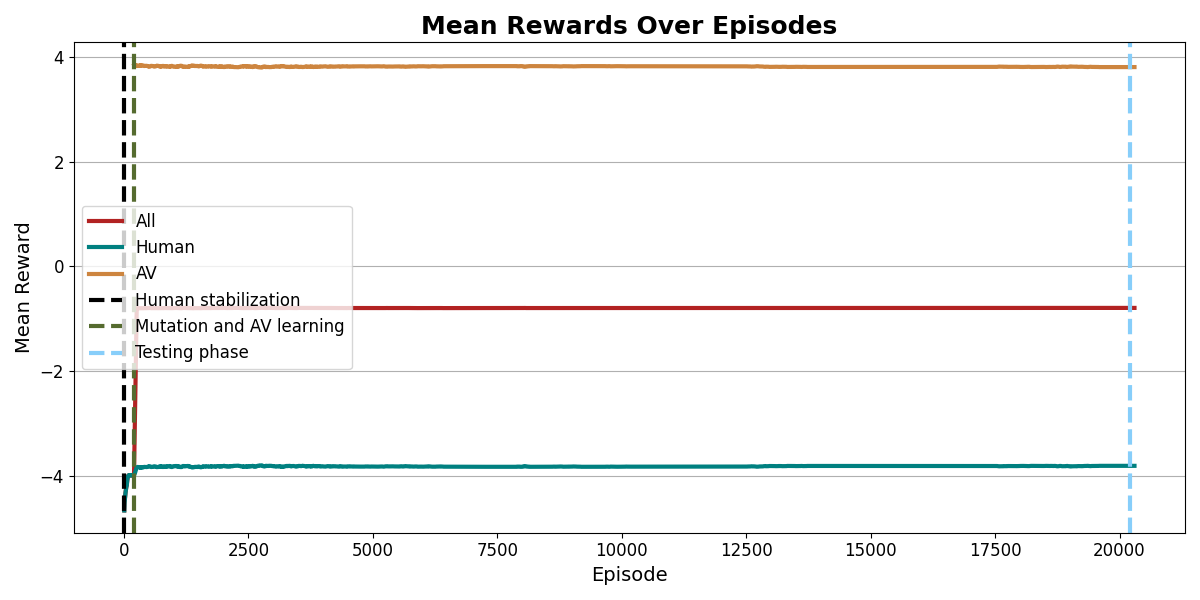 Mean Rewards Over Episodes
Mean Reward
4
2
0
−2
−4
All
Human
AV
Human stabilization
Mutation and AV learning
Testing phase
0 2500 5000 7500 10000 12500 15000 17500 20000
Episode